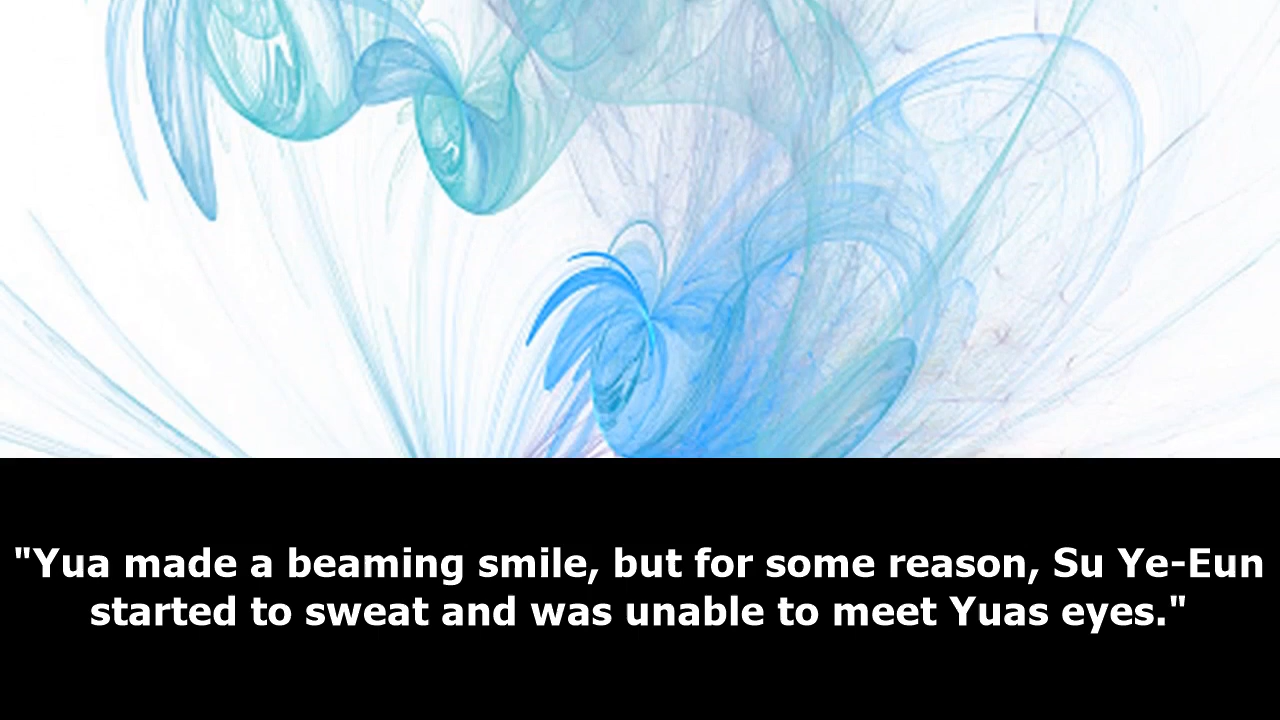 "Yua made a beaming smile, but for some reason, Su Ye-Eun
started to sweat and was unable to meet Yuas eyes."